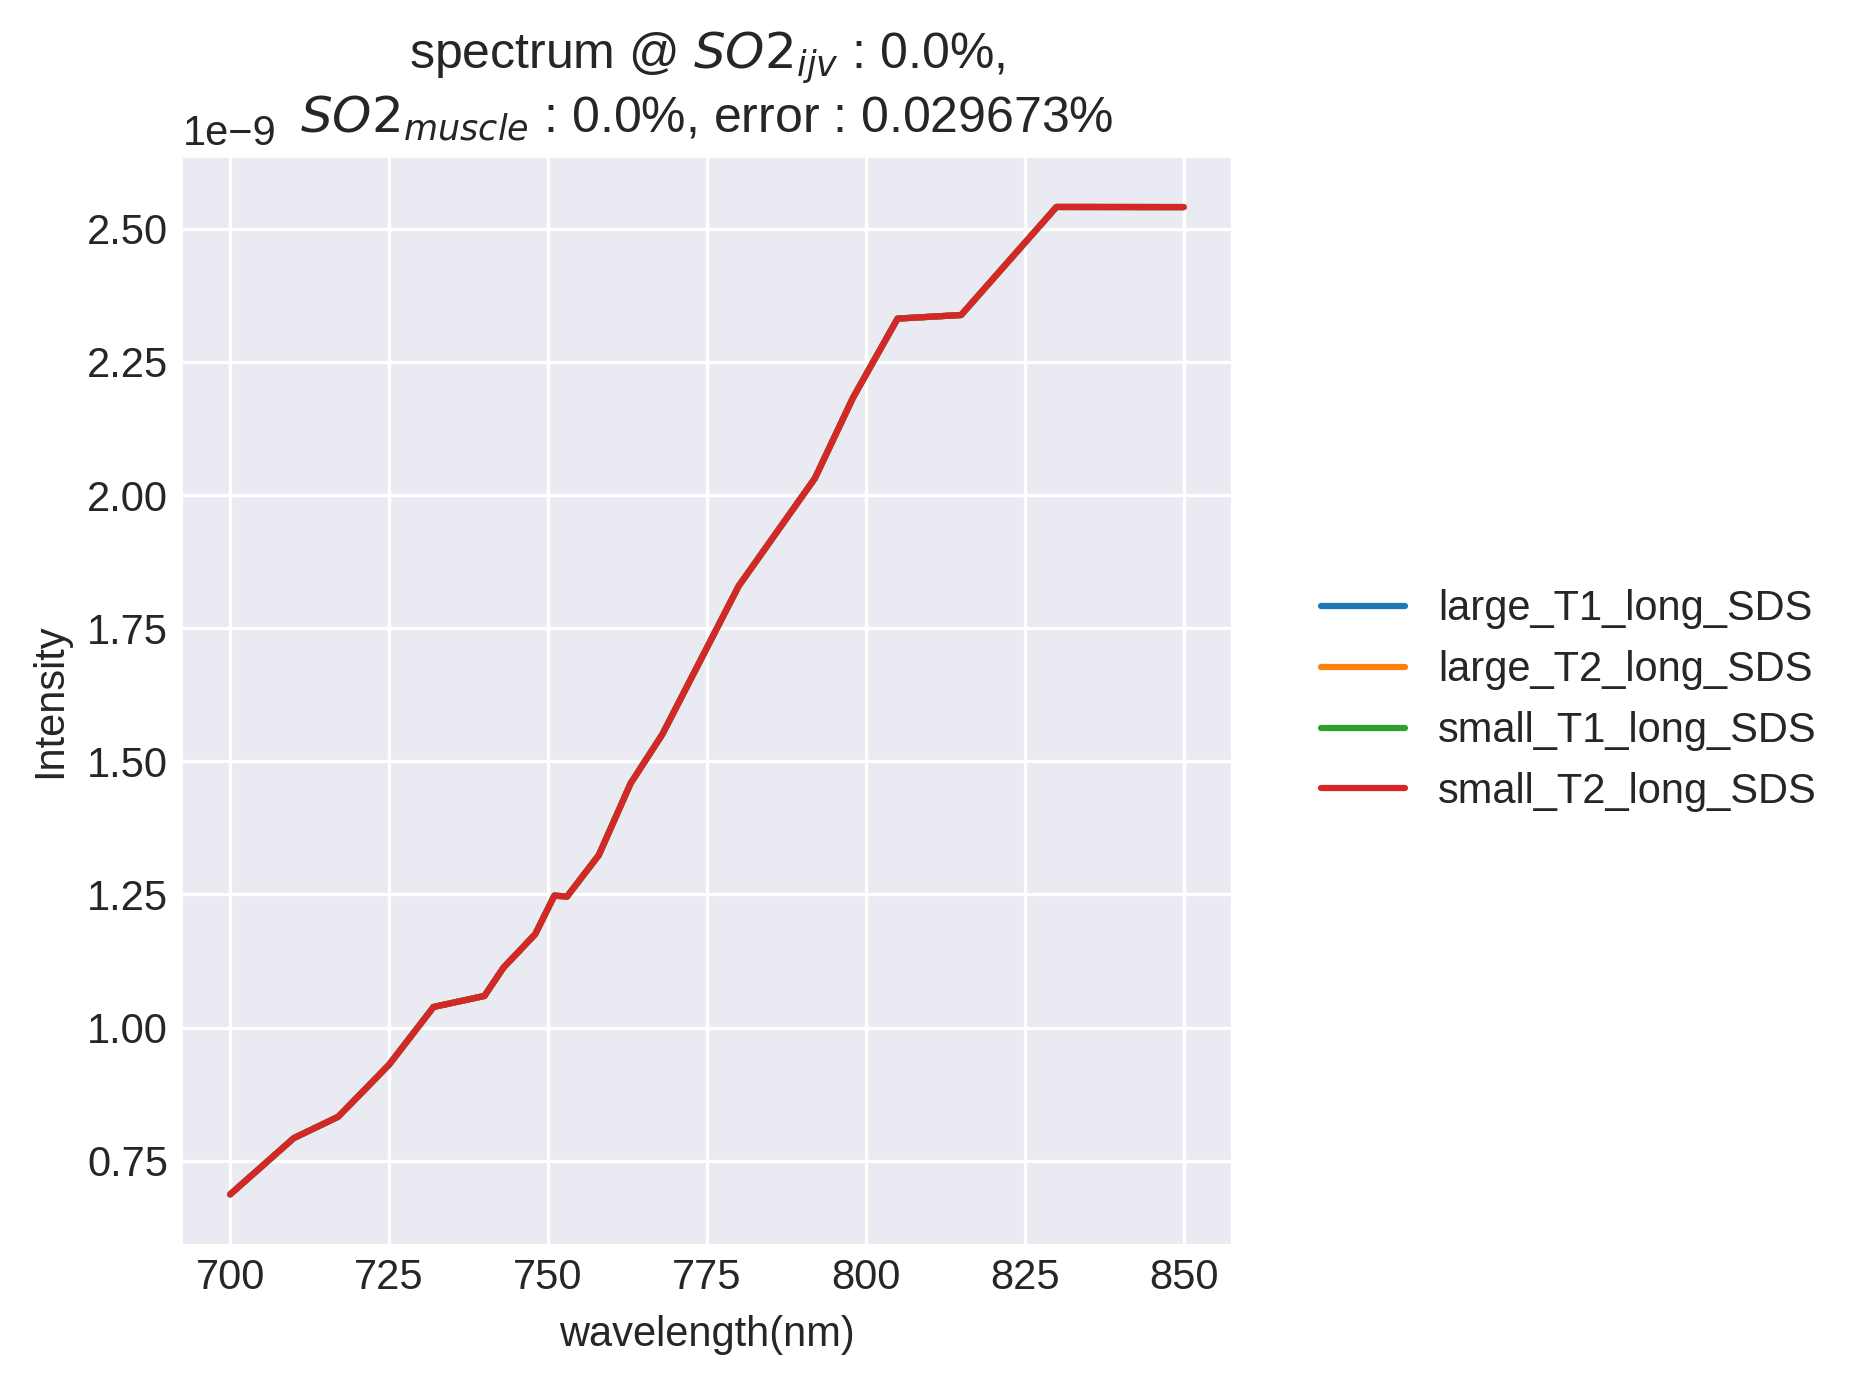 spectrum @ SO2ijv : 0.0%,
SO2muscle : 0.0%, error : 0.029673%
1e−9
2.50
2.25
2.00
1.75
1.50
1.25
1.00
0.75
Intensity
700 725 750 775 800 825 850
wavelength(nm)
large_T1_long_SDS
large_T2_long_SDS
small_T1_long_SDS
small_T2_long_SDS